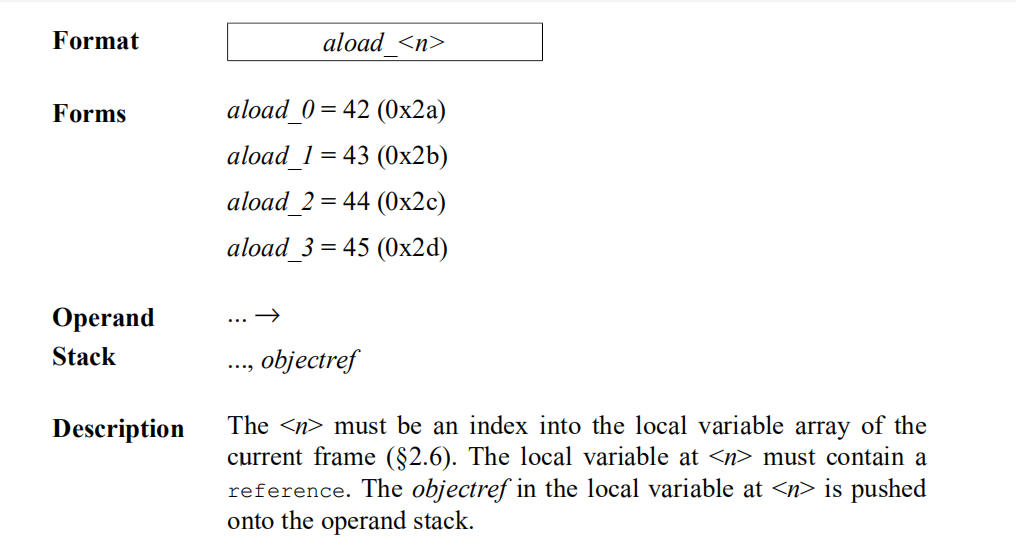 Format aload_<n>
Forms aload_0 = 42 (0x2a)
aload_1 = 43 (0x2b)
aload_2 = 44 (0x2c)
aload_3 = 45 (0x2d)
Operand ... →
Stack ..., objectref
Description The <n> must be an index into the local variable array of the
current frame (§2.6). The local variable at <n> must contain a
reference. The objectref in the local variable at <n> is pushed
onto the operand stack.